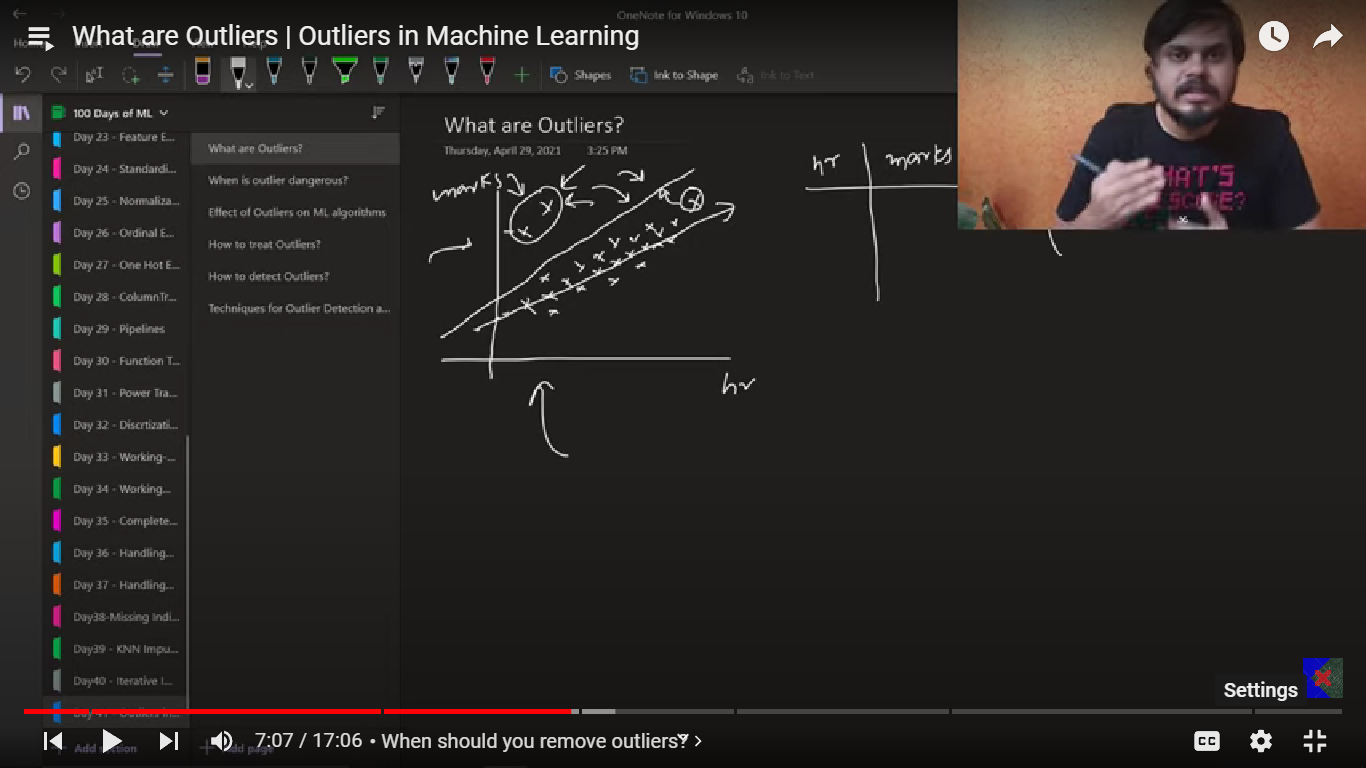 OneNote for Windows 10
What are Outliers | Outliers in Machine Learning
Shapes
Ink to Shape
Ink to Text
100 Days of ML
Day 23 - Feature E...
Day 24 - Standardi...
Day 25 - Normaliza...
Day 26 - Ordinal E...
Day 27 - One Hot E...
Day 28 - ColumnTr...
Day 29 - Pipelines
Day 30 - Function T...
Day 31 - Power Tra...
Day 32 - Discrtizati...
Day 33 - Working-...
Day 34 - Working...
Day 35 - Complete...
Day 36 - Handling...
Day 37 - Handling...
Day38-Missing Indi...
Day39 - KNN Impu...
Day40 - Iterative I...
Add section
What are Outliers?
When is outlier dangerous?
Effect of Outliers on ML algorithms
How to treat Outliers?
How to detect Outliers?
Techniques for Outlier Detection a...
Add page
What are Outliers?
Thursday, April 29, 2021 3:25 PM
marks
hr
hr marks
Settings
7:07 / 17:06 • When should you remove outliers?
CC